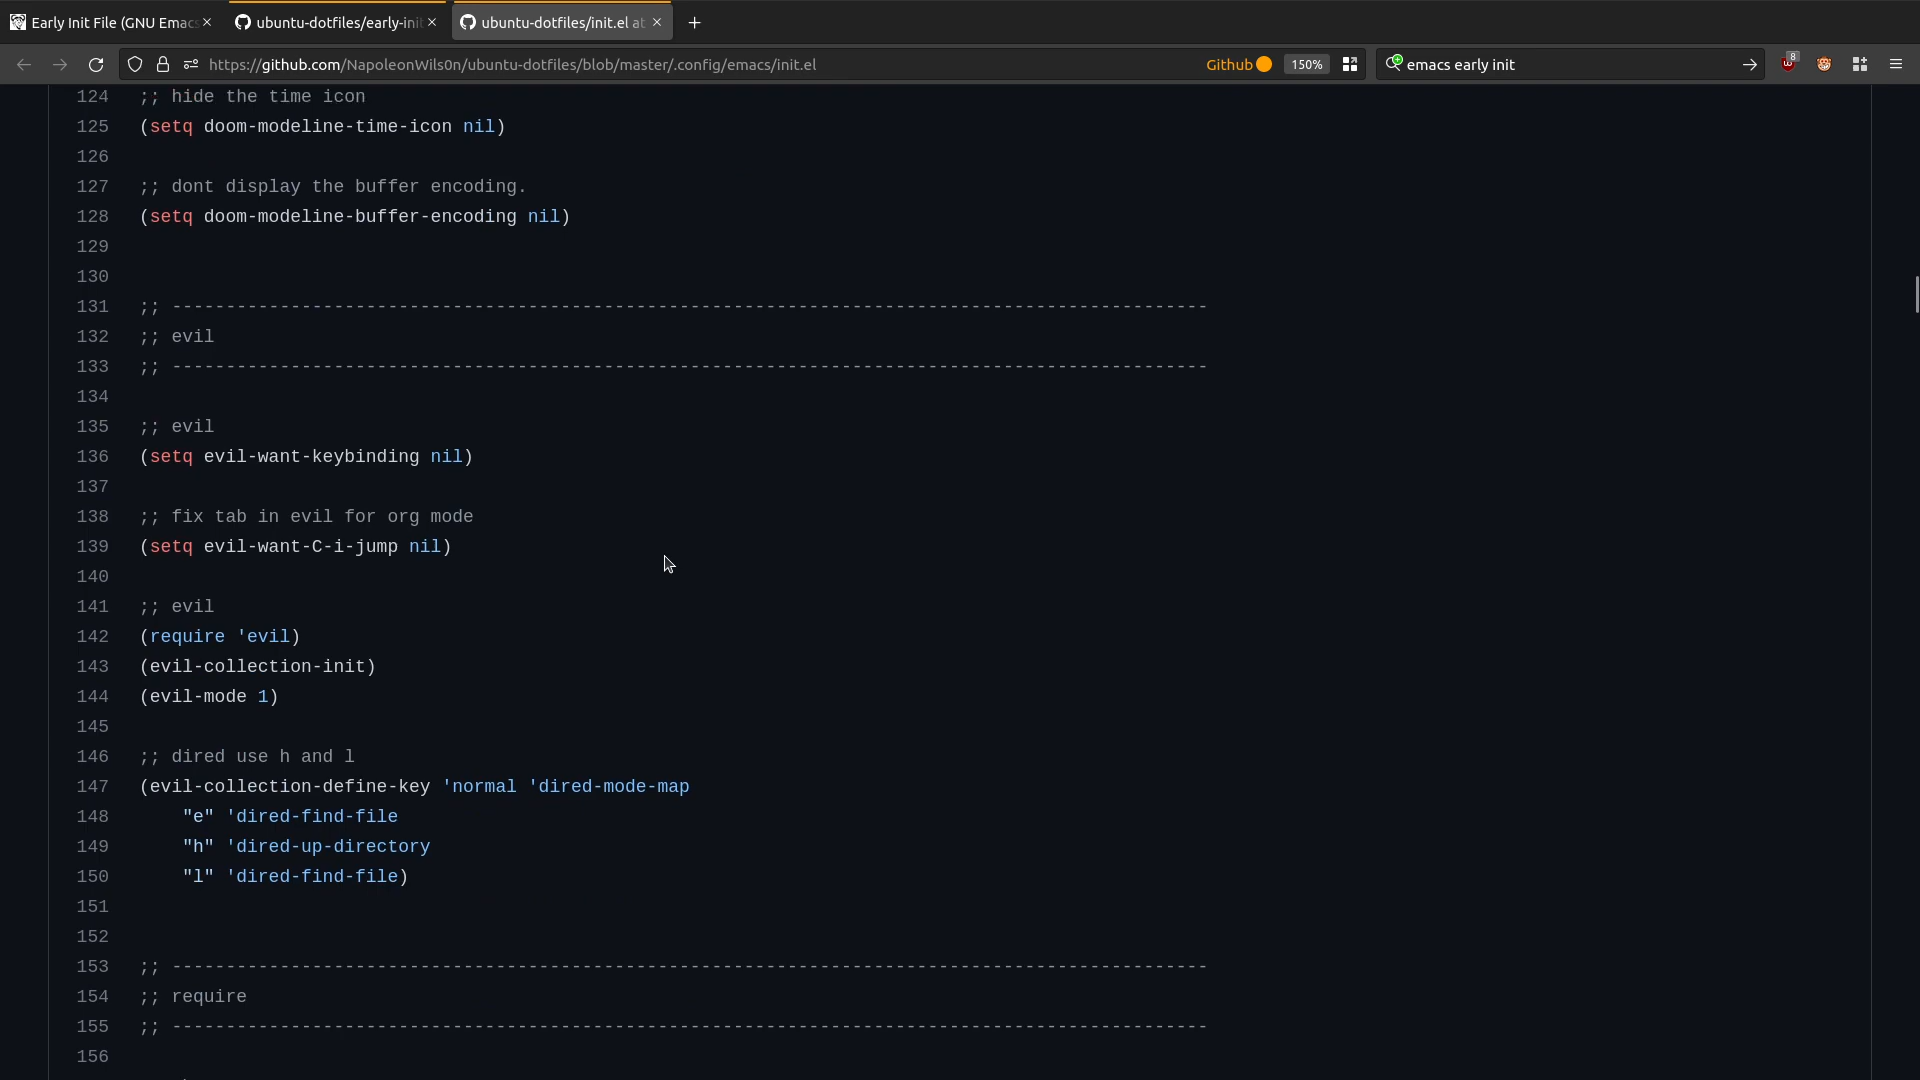 Early Init File (GNU Emacs
ubuntu-dotfiles/early-init
ubuntu-dotfiles/init.el at
https://github.com/NapoleonWils0n/ubuntu-dotfiles/blob/master/.config/emacs/init.el
Github
150%
emacs early init
8
124 ;; hide the time icon
125 (setq doom-modeline-time-icon nil)
126
127 ;; dont display the buffer encoding.
128 (setq doom-modeline-buffer-encoding nil)
129
130
131 ;; ------------------------------------------------------------------------------------------------
132 ;; evil
133 ;; ------------------------------------------------------------------------------------------------
134
135 ;; evil
136 (setq evil-want-keybinding nil)
137
138 ;; fix tab in evil for org mode
139 (setq evil-want-C-i-jump nil)
140
141 ;; evil
142 (require 'evil)
143 (evil-collection-init)
144 (evil-mode 1)
145
146 ;; dired use h and l
147 (evil-collection-define-key 'normal 'dired-mode-map
148     "e" 'dired-find-file
149     "h" 'dired-up-directory
150     "l" 'dired-find-file)
151
152
153 ;; ------------------------------------------------------------------------------------------------
154 ;; require
155 ;; ------------------------------------------------------------------------------------------------
156